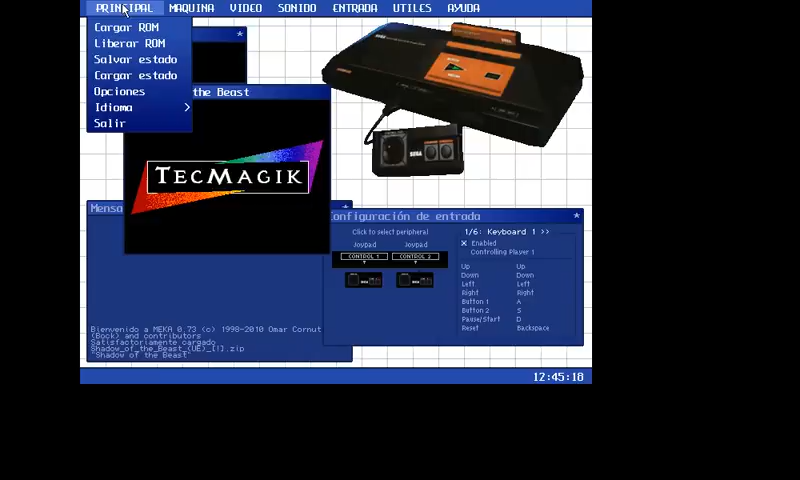 PRINCIPAL MAQUINA VIDEO SONIDO ENTRADA UTILES AYUDA
Cargar ROM
Liberar ROM
Salvar estado
Cargar estado
Opciones
Idioma >
Salir
the Beast
TECMAGIK
SEGA
Mensa
Configuración de entrada
Click to select peripheral
Joypad Joypad
CONTROL 1 CONTROL 2
1/6: Keyboard 1 >>
Enabled
Controlling Player 1
Up Up
Down Down
Left Left
Right Right
Button 1 A
Button 2 S
Pause/Start D
Reset Backspace
Bienvenido a MEKA 0.73 (c) 1998-2010 Omar Cornut
(Bock) and contributors
Satisfactoriamente cargado
Shadow_of_the_Beast_(UE)_[!].zip
"Shadow of the Beast"
12:45:18